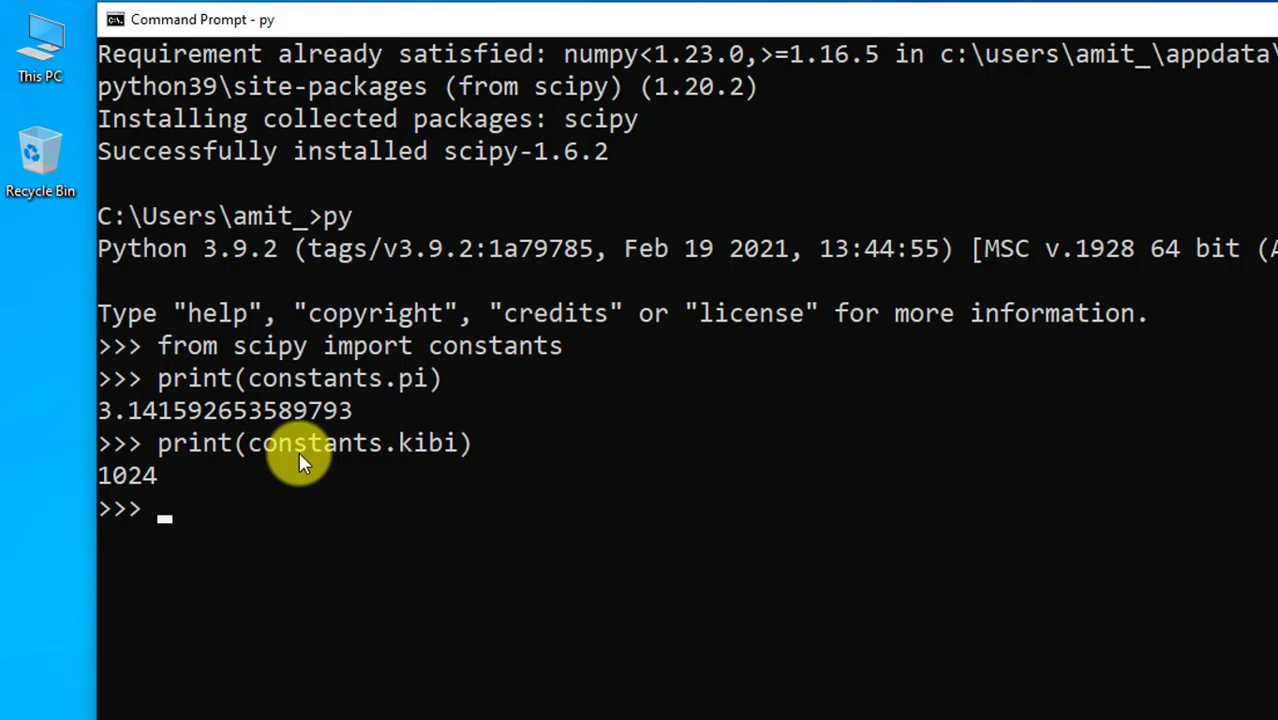 Command Prompt - py
This PC
Recycle Bin
Requirement already satisfied: numpy<1.23.0,>=1.16.5 in c:\users\amit_\appdata\
python39\site-packages (from scipy) (1.20.2)
Installing collected packages: scipy
Successfully installed scipy-1.6.2
C:\Users\amit_>py
Python 3.9.2 (tags/v3.9.2:1a79785, Feb 19 2021, 13:44:55) [MSC v.1928 64 bit (
Type "help", "copyright", "credits" or "license" for more information.
>>> from scipy import constants
>>> print(constants.pi)
3.141592653589793
>>> print(constants.kibi)
1024
>>> _